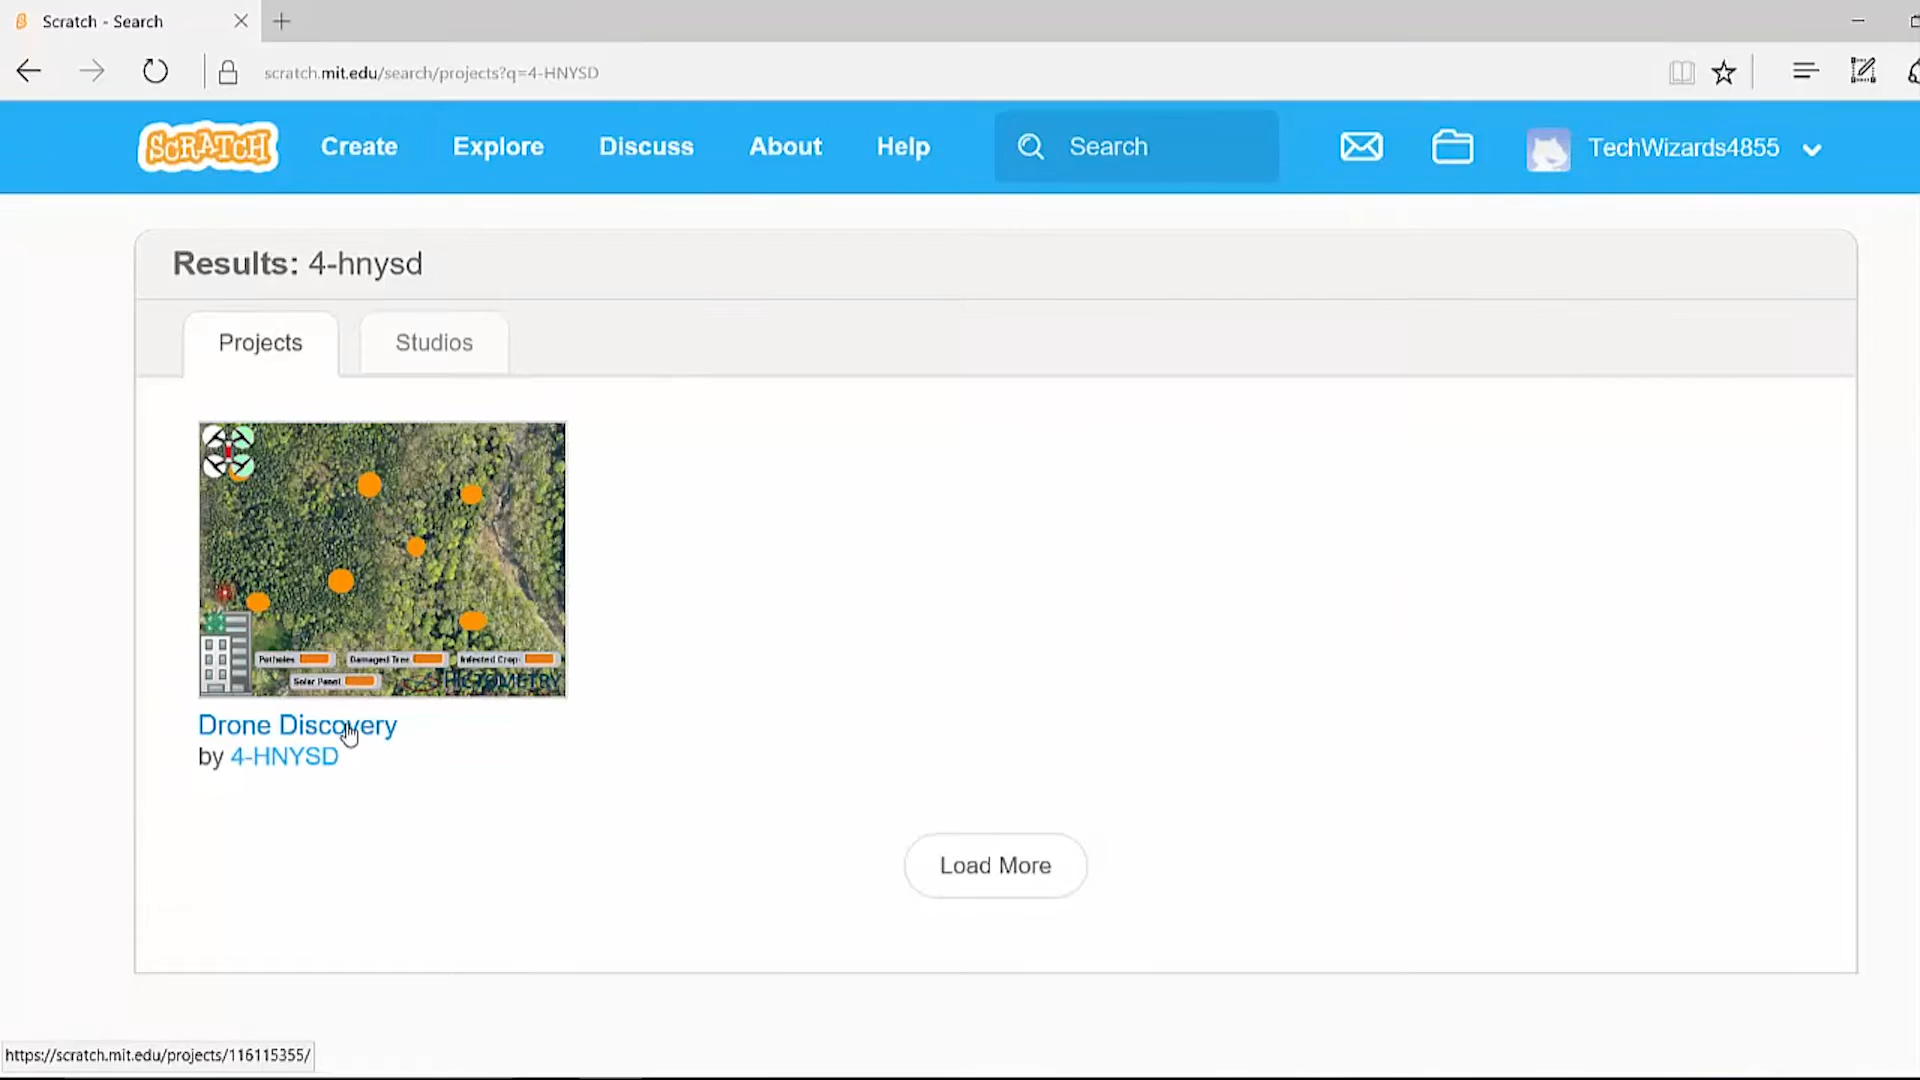 Scratch - Search
scratch.mit.edu/search/projects?q=4-HNYSD
SCRATCH
Create
Explore
Discuss
About
Help
Search
TechWizards4855
Results: 4-hnysd
Projects
Studios
Potholes
Damaged Tree
Infested Crop
Solar Panel
PICTOMETRY
Drone Discovery
by 4-HNYSD
Load More
https://scratch.mit.edu/projects/116115355/